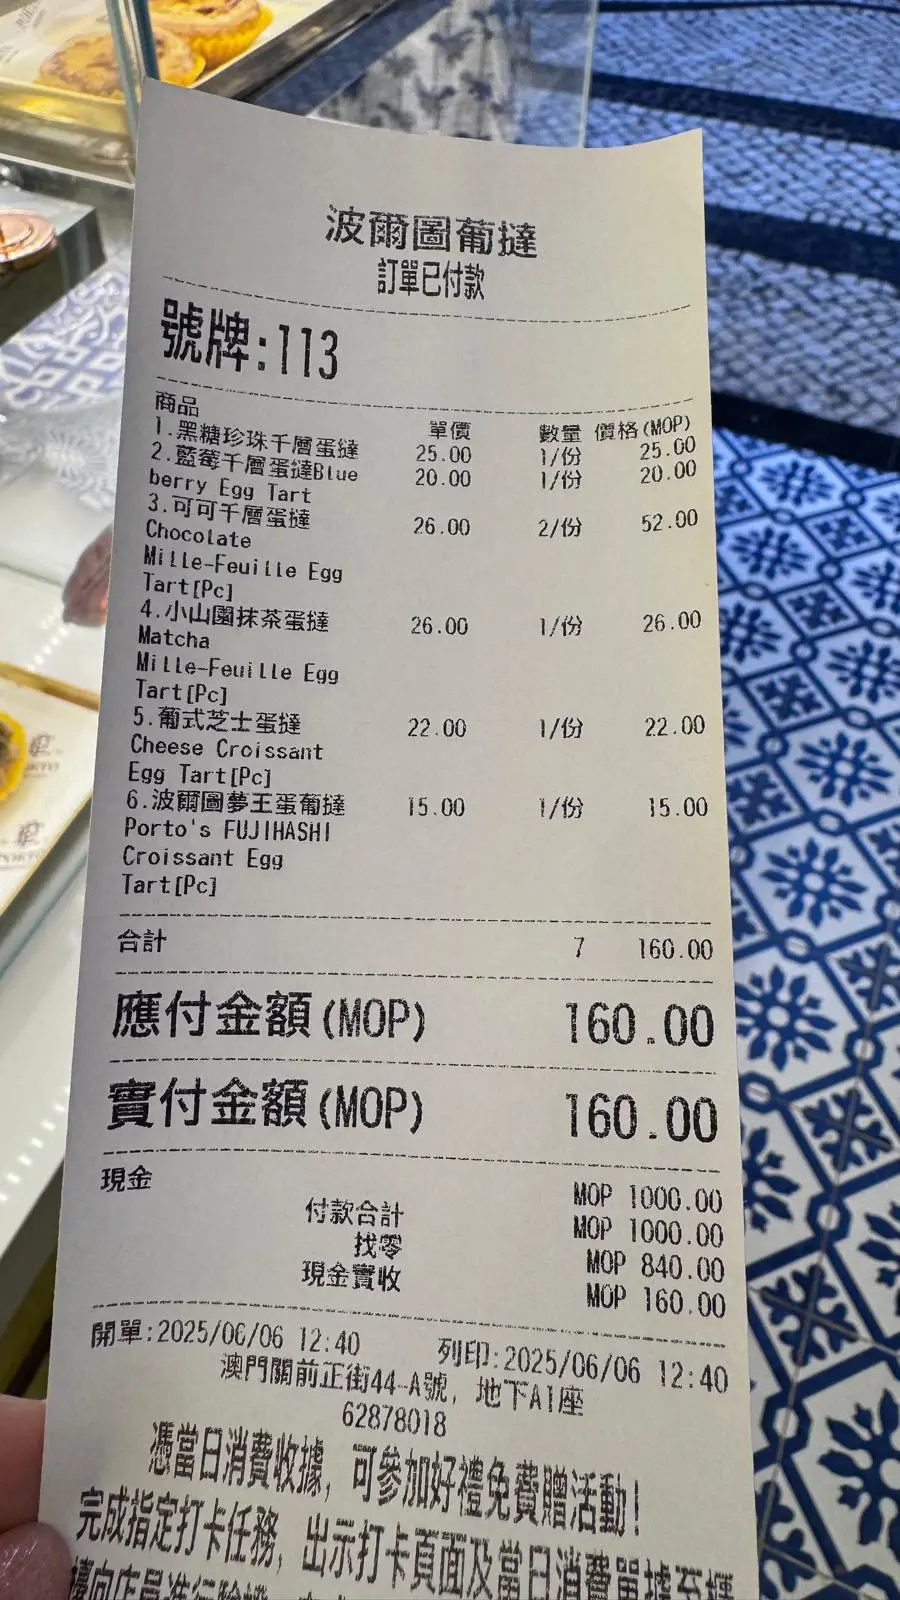 波爾圖葡撻
訂單已付款
號牌:113
商品 單價 數量 價格(MOP)
1.黑糖珍珠千層蛋撻 25.00 1/份 25.00
2.藍莓千層蛋撻Blue 20.00 1/份 20.00
berry Egg Tart
3.可可千層蛋撻 26.00 2/份 52.00
Chocolate
Mille-Feuille Egg
Tart[Pc]
4.小山園抹茶蛋撻 26.00 1/份 26.00
Matcha
Mille-Feuille Egg
Tart[Pc]
5.葡式芝士蛋撻 22.00 1/份 22.00
Cheese Croissant
Egg Tart[Pc]
6.波爾圖夢王蛋葡撻 15.00 1/份 15.00
Porto's FUJIHASHI
Croissant Egg
Tart[Pc]
合計 7 160.00
應付金額(MOP) 160.00
實付金額(MOP) 160.00
現金 MOP 1000.00
付款合計 MOP 1000.00
找零 MOP 840.00
現金實收 MOP 160.00
開單:2025/06/06 12:40 列印:2025/06/06 12:40
澳門關前正街44-A號, 地下A1座
62878018
憑當日消費收據, 可參加好禮免費贈活動!
完成指定打卡任務, 出示打卡頁面及當日消費單據至櫃